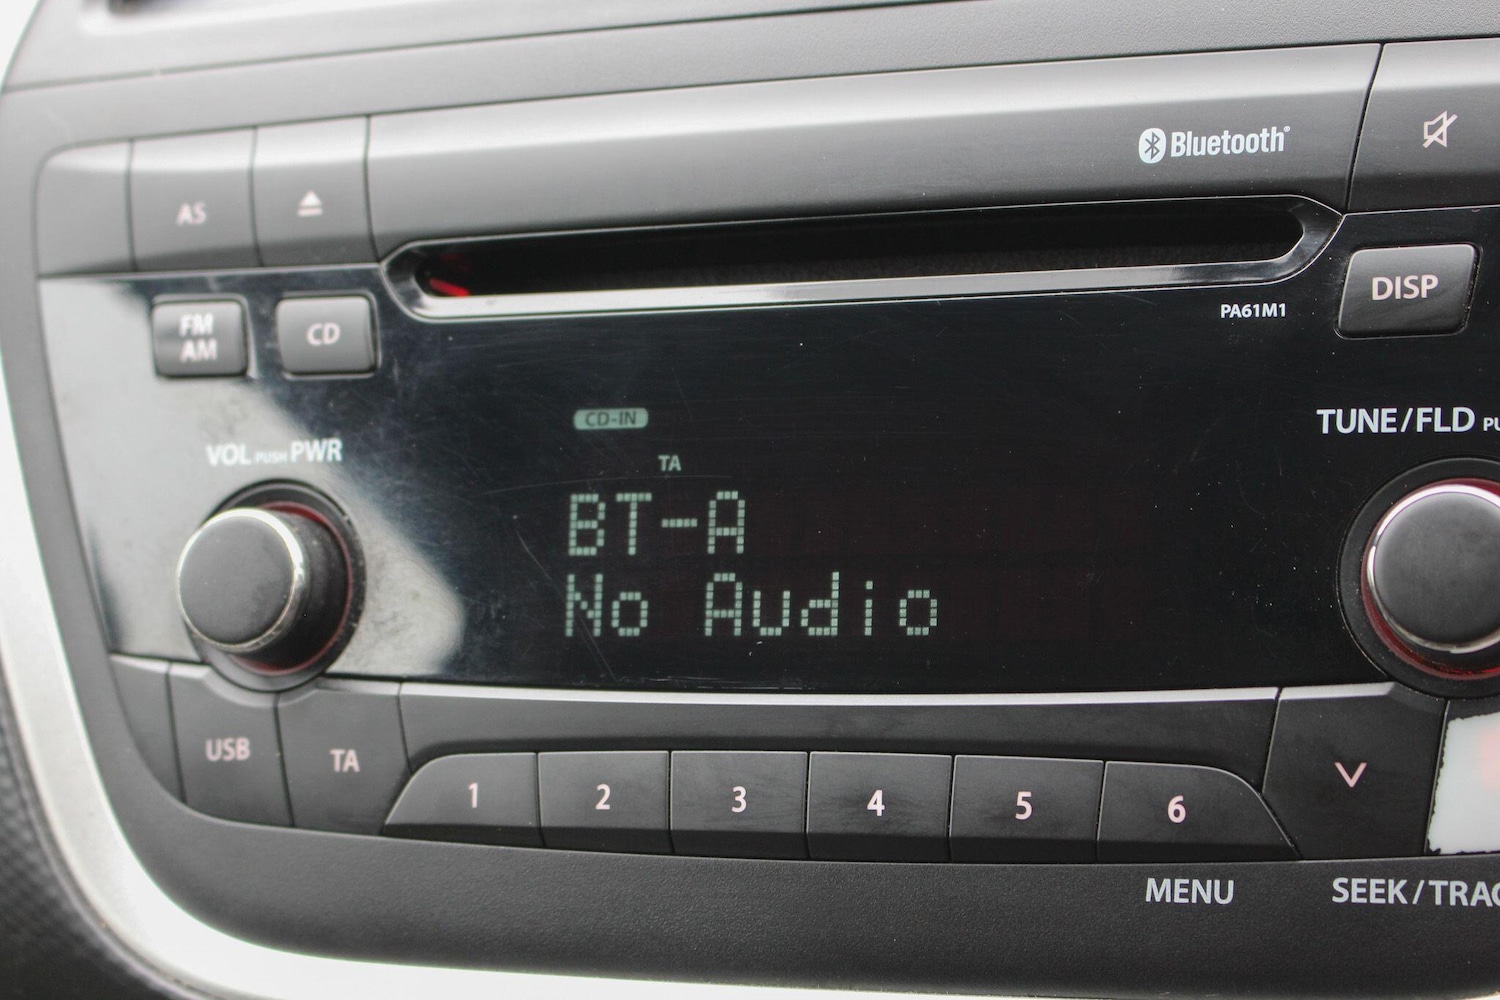 Bluetooth®
AS
DISP
PA61M1
FM
AM
CD
CD-IN
TUNE/FLD
VOL PUSH PWR
TA
BT-A
No Audio
USB
TA
1
2
3
4
5
6
MENU
SEEK/TRAC